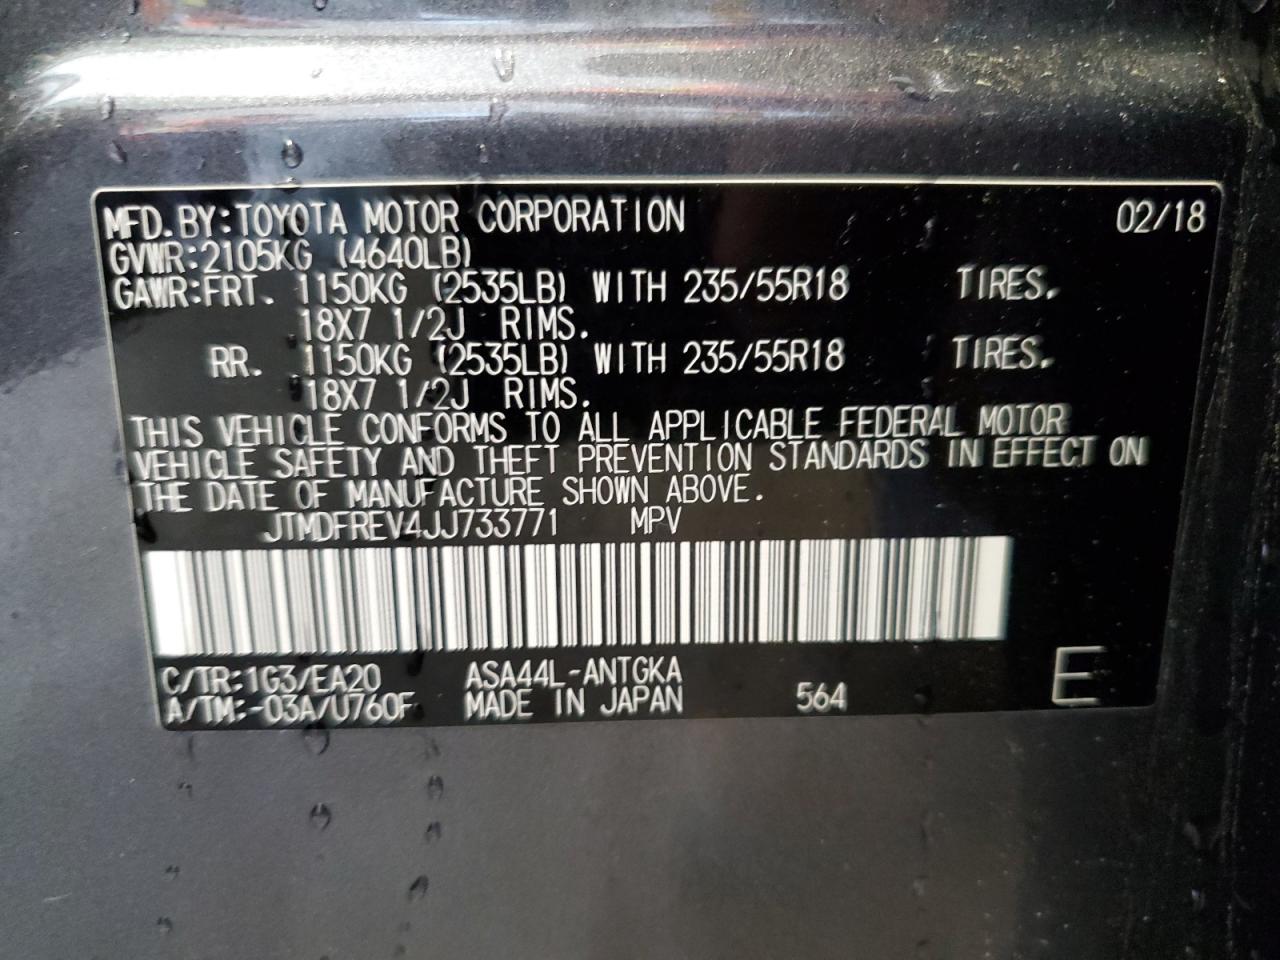 MFD.BY:TOYOTA MOTOR CORPORATION 02/18
GVWR:2105KG (4640LB)
GAWR:FRT. 1150KG (2535LB) WITH 235/55R18 TIRES.
18X7 1/2J RIMS.
RR. 1150KG (2535LB) WITH 235/55R18 TIRES.
18X7 1/2J RIMS.
THIS VEHICLE CONFORMS TO ALL APPLICABLE FEDERAL MOTOR
VEHICLE SAFETY AND THEFT PREVENTION STANDARDS IN EFFECT ON
THE DATE OF MANUFACTURE SHOWN ABOVE.
JTMDFREV4JJ733771 MPV
C/TR:1G3/EA20 ASA44L-ANTGKA
A/TM:-03A/U760F MADE IN JAPAN 564 E